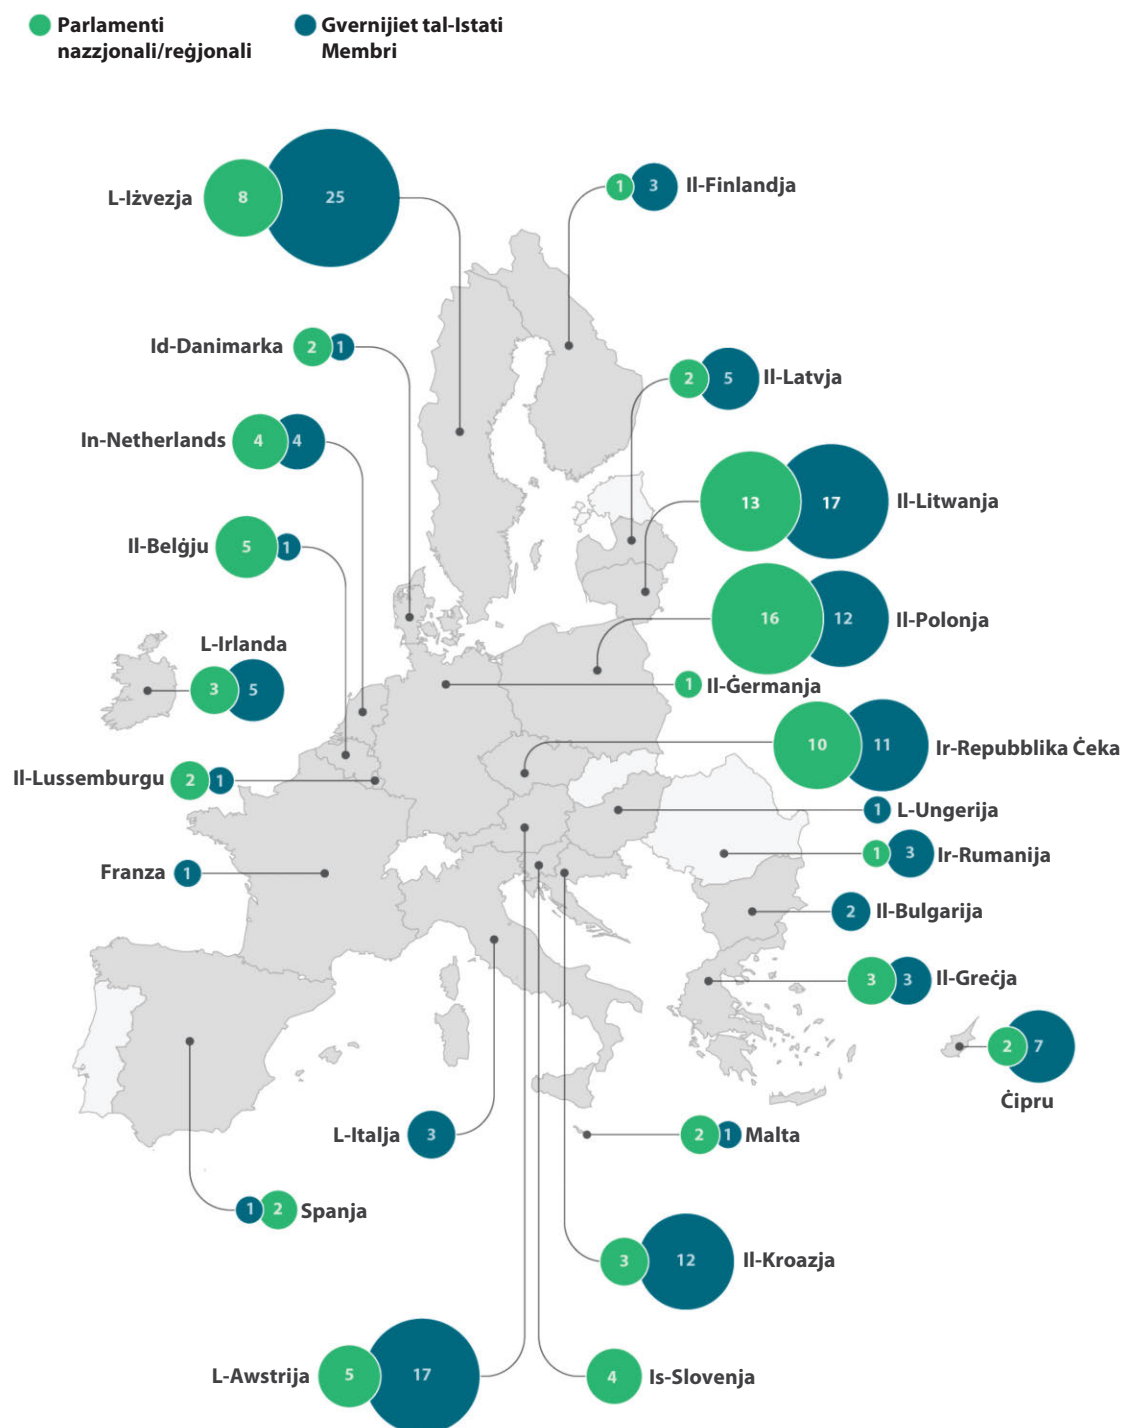 Parlamenti
nazzjonali/reġjonali
Gvernijiet tal-Istati
Membri
L-Iżvezja
8
25
1
3
Il-Finlandja
Id-Danimarka
2
1
2
5
Il-Latvja
In-Netherlands
4
4
13
17
Il-Litwanja
Il-Belġju
5
1
16
12
Il-Polonja
L-Irlanda
3
5
1
Il-Ġermanja
10
11
Ir-Repubblika Ċeka
Il-Lussemburgu
2
1
1
L-Ungerija
1
3
Ir-Rumanija
Franza
1
2
Il-Bulgarija
3
3
Il-Greċja
2
7
Ċipru
L-Italja
3
2
1
Malta
1
2
Spanja
3
12
Il-Kroazja
L-Awstrija
5
17
4
Is-Slovenja